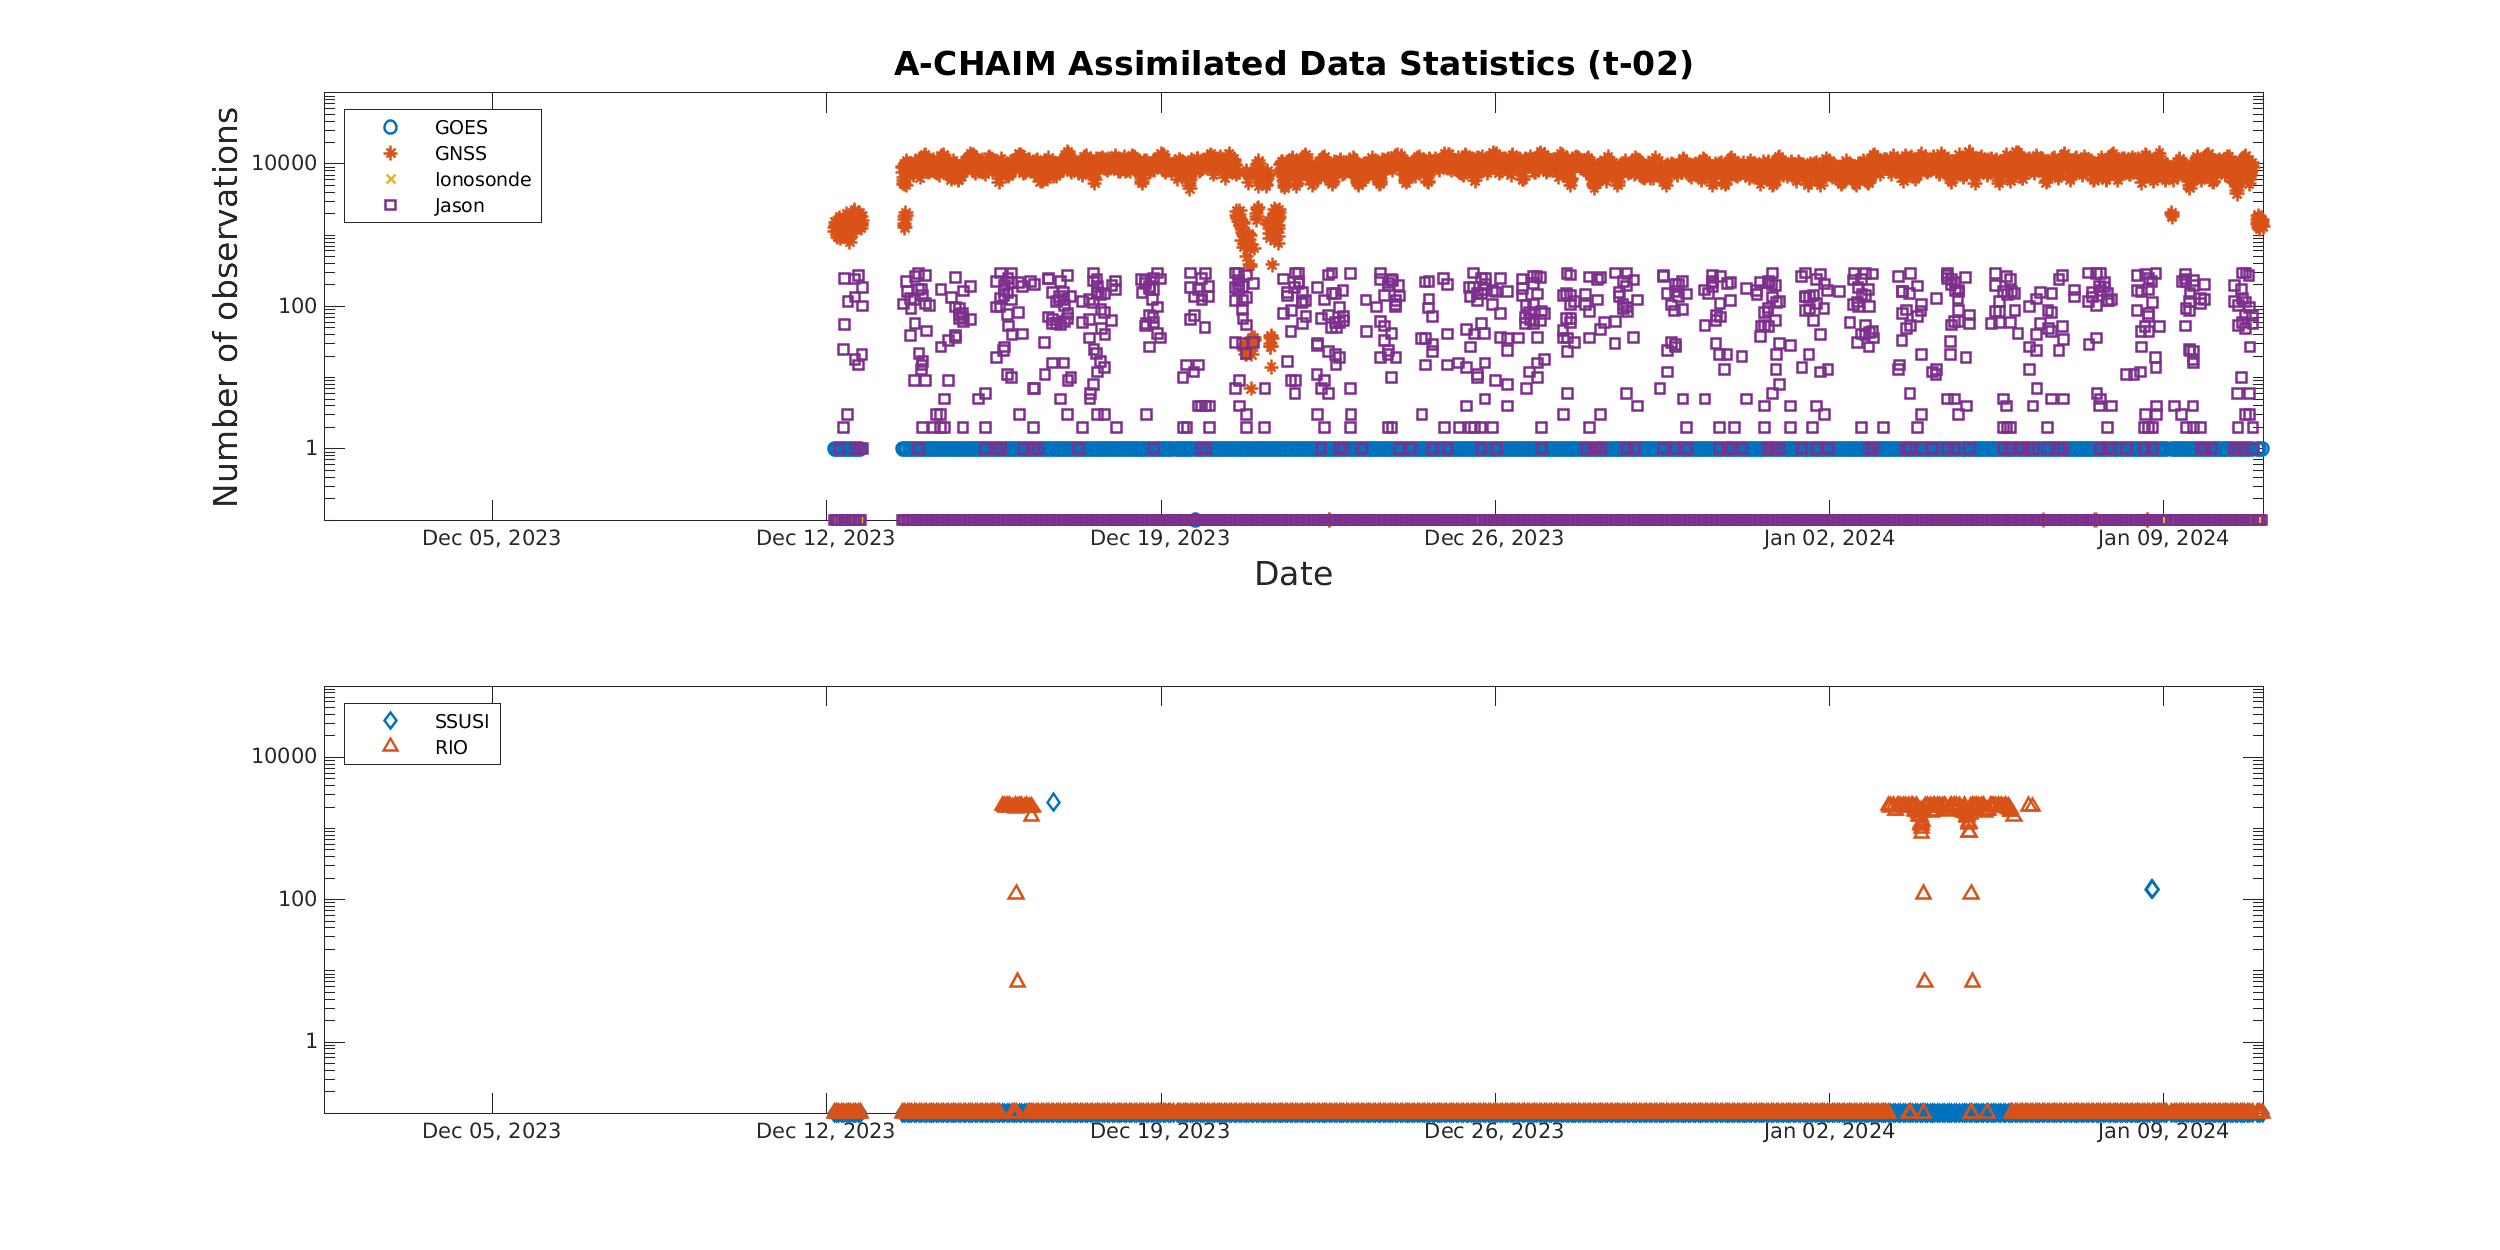 A-CHAIM Assimilated Data Statistics (t-02)
Number of observations
10000
100
1
GOES
GNSS
Ionosonde
Jason
Dec 05, 2023
Dec 12, 2023
Dec 19, 2023
Dec 26, 2023
Jan 02, 2024
Jan 09, 2024
Date
10000
100
1
SSUSI
RIO
Dec 05, 2023
Dec 12, 2023
Dec 19, 2023
Dec 26, 2023
Jan 02, 2024
Jan 09, 2024